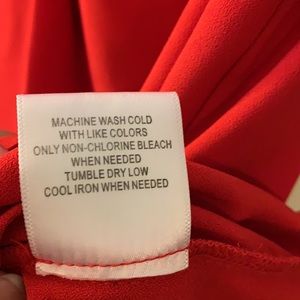 MACHINE WASH COLD
WITH LIKE COLORS
ONLY NON-CHLORINE BLEACH
WHEN NEEDED
TUMBLE DRY LOW
COOL IRON WHEN NEEDED